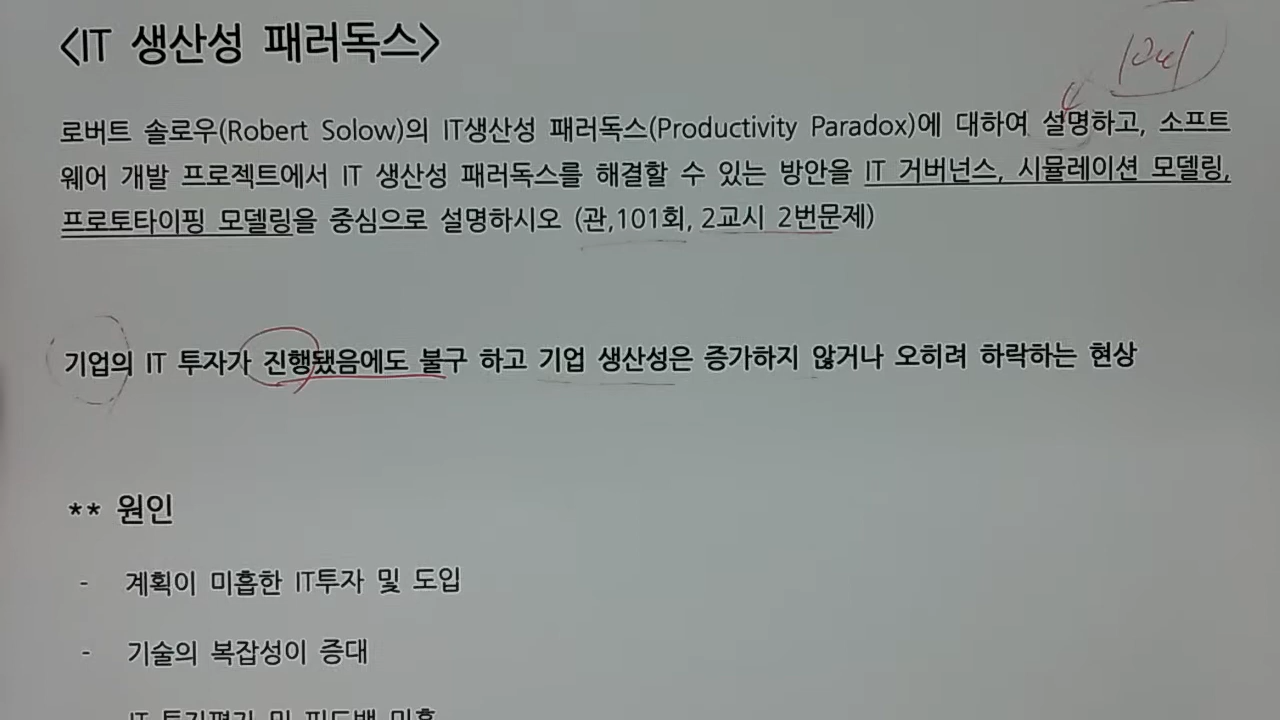 <IT 생산성 패러독스>
로버트 솔로우(Robert Solow)의 IT생산성 패러독스(Productivity Paradox)에 대하여 설명하고, 소프트
웨어 개발 프로젝트에서 IT 생산성 패러독스를 해결할 수 있는 방안을 IT 거버넌스, 시뮬레이션 모델링,
프로토타이핑 모델링을 중심으로 설명하시오 (관,101회, 2교시 2번문제)
기업의 IT 투자가 진행됐음에도 불구 하고 기업 생산성은 증가하지 않거나 오히려 하락하는 현상
** 원인
- 계획이 미흡한 IT투자 및 도입
- 기술의 복잡성이 증대